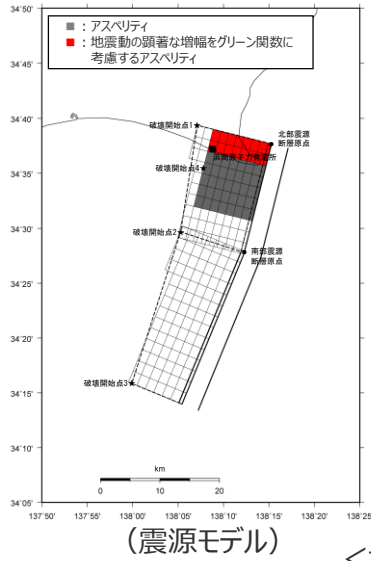 ■：アスペリティ
■：地震動の顕著な増幅をグリーン関数に
考慮するアスペリティ
34˚50'
34˚45'
34˚40'
34˚35'
34˚30'
34˚25'
34˚20'
34˚15'
34˚10'
34˚05'
破壊開始点1
北部震源
断層原点
浜岡原子力発電所
破壊開始点4
破壊開始点2
南部震源
断層原点
破壊開始点3
km
0 10 20
137˚50' 137˚55' 138˚00' 138˚05' 138˚10' 138˚15' 138˚20' 138˚25'
（震源モデル）